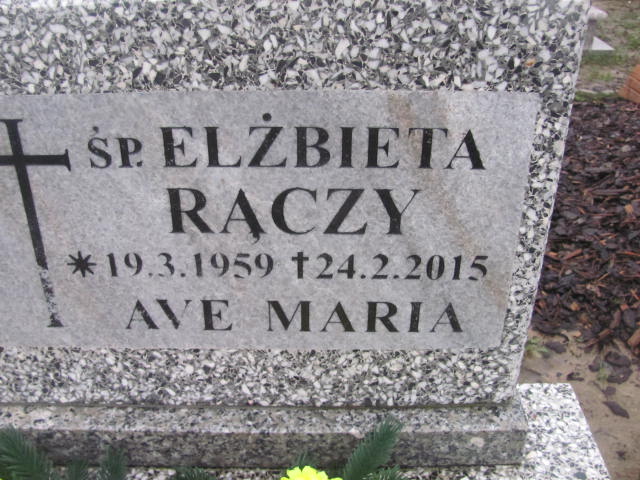 ŚP. ELŻBIETA
RĄCZY
* 19.3.1959 †24.2.2015
AVE MARIA